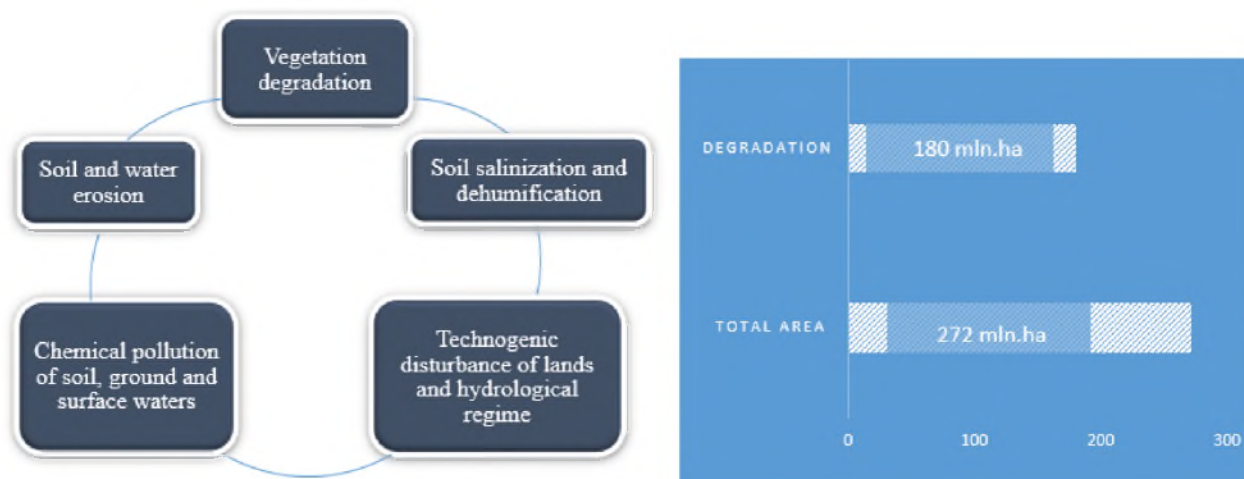 Vegetation
degradation
Soil and water
erosion
Soil salinization and
dehumification
Chemical pollution
of soil, ground and
surface waters
Technogenic
disturbance of lands
and hydrological
regime
DEGRADATION
180 mln.ha
TOTAL AREA
272 mln.ha
0 100 200 300